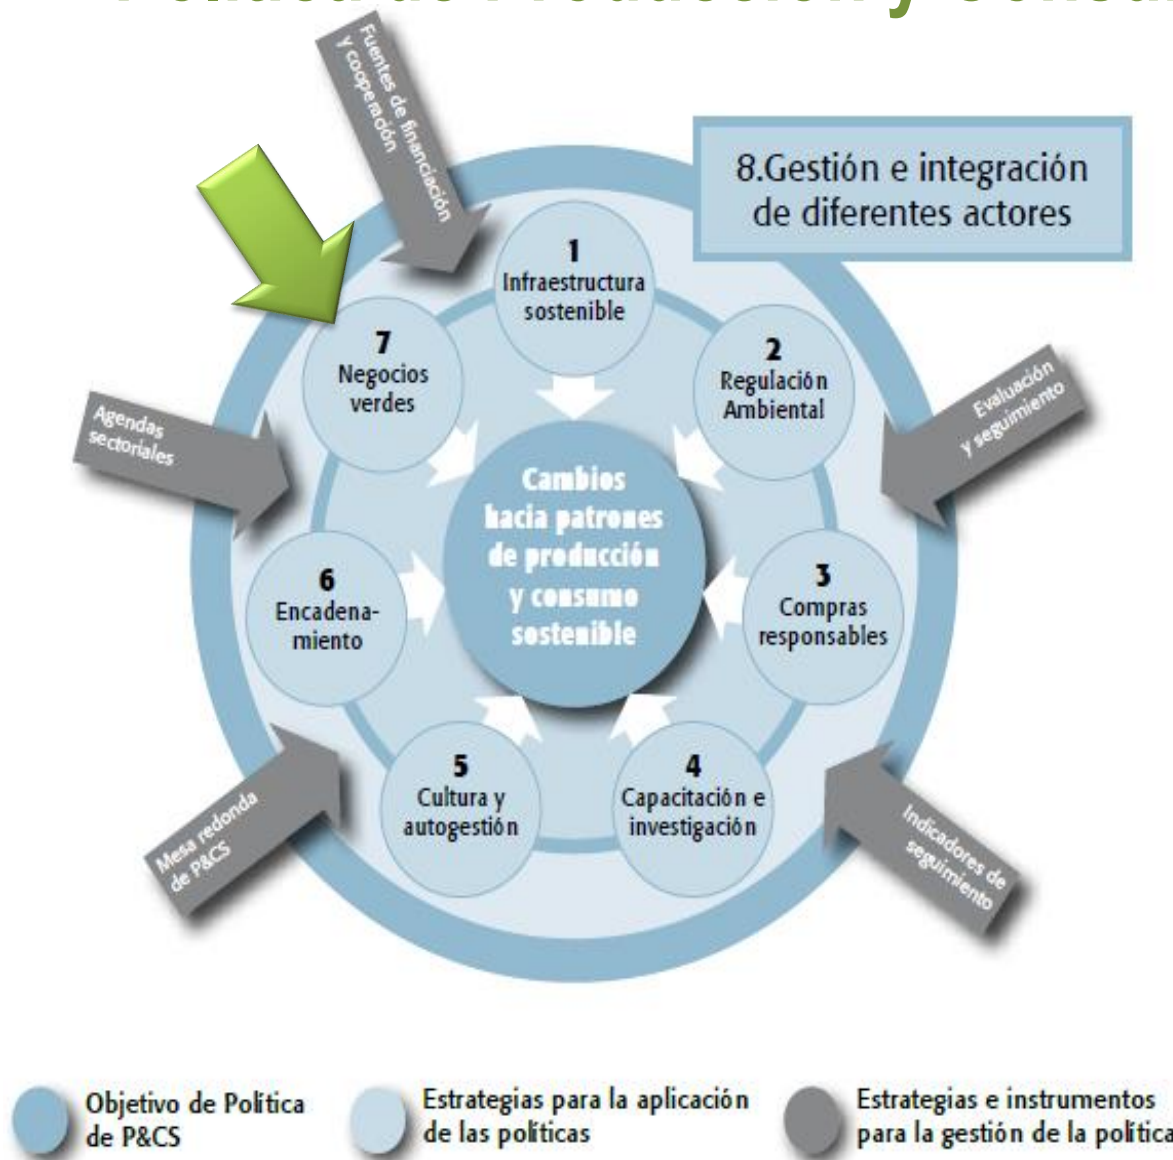 Fuentes de financiación
y cooperación
8.Gestión e integración
de diferentes actores
1
Infraestructura
sostenible
2
Regulación
Ambiental
7
Negocios
verdes
Agendas
sectoriales
Evaluación
y seguimiento
Cambios
hacia patrones
de producción
y consumo
sostenible
3
Compras
responsables
6
Encadena-
miento
5
Cultura y
autogestión
4
Capacitación e
investigación
Mesa redonda
de P&CS
Indicadores de
seguimiento
Objetivo de Política
de P&CS
Estrategias para la aplicación
de las políticas
Estrategias e instrumentos
para la gestión de la política